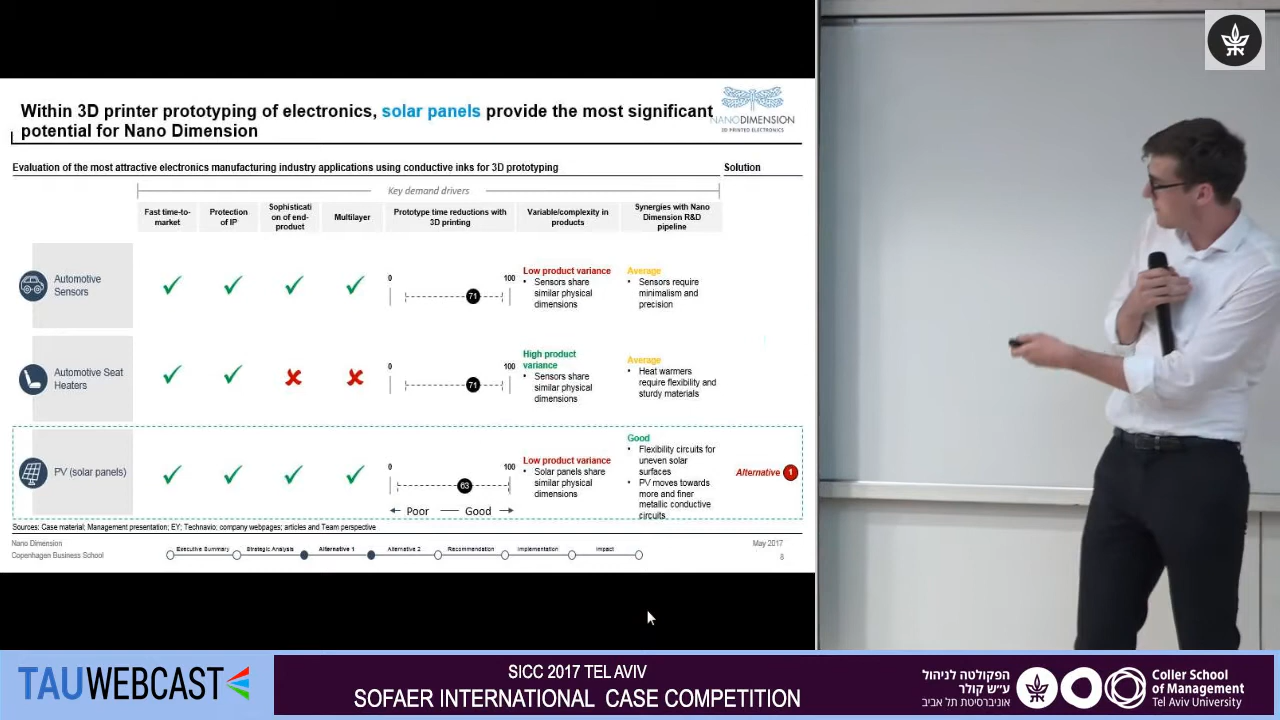 Within 3D printer prototyping of electronics, solar panels provide the most significant
potential for Nano Dimension
NANODIMENSION
3D PRINTED ELECTRONICS
Evaluation of the most attractive electronics manufacturing industry applications using conductive inks for 3D prototyping
Solution
Key demand drivers
Fast time-to-
market
Protection
of IP
Sophisticati
on of end-
product
Multilayer
Prototype time reductions with
3D printing
Variable/complexity in
products
Synergies with Nano
Dimension R&D
pipeline
Automotive
Sensors
0
100
71
Low product variance
• Sensors share
similar physical
dimensions
Average
• Sensors require
minimalism and
precision
Automotive Seat
Heaters
0
100
71
High product
variance
• Sensors share
similar physical
dimensions
Average
• Heat warmers
require flexibility and
sturdy materials
PV (solar panels)
0
100
63
Poor
Good
Low product variance
• Solar panels share
similar physical
dimensions
Good
• Flexibility circuits for
uneven solar
surfaces
• PV moves towards
more and finer
metallic conductive
circuits
Alternative 1
Sources: Case material; Management presentation; EY; Technavio; company webpages; articles and Team perspective
Nano Dimension
Copenhagen Business School
Executive Summary
Strategic Analysis
Alternative 1
Alternative 2
Recommendation
Implementation
Impact
May 2017
8
TAUWEBCAST
SICC 2017 TEL AVIV
SOFAER INTERNATIONAL CASE COMPETITION
הפקולטה לניהול
ע״ש קולר
אוניברסיטת תל אביב
Coller School
of Management
Tel Aviv University